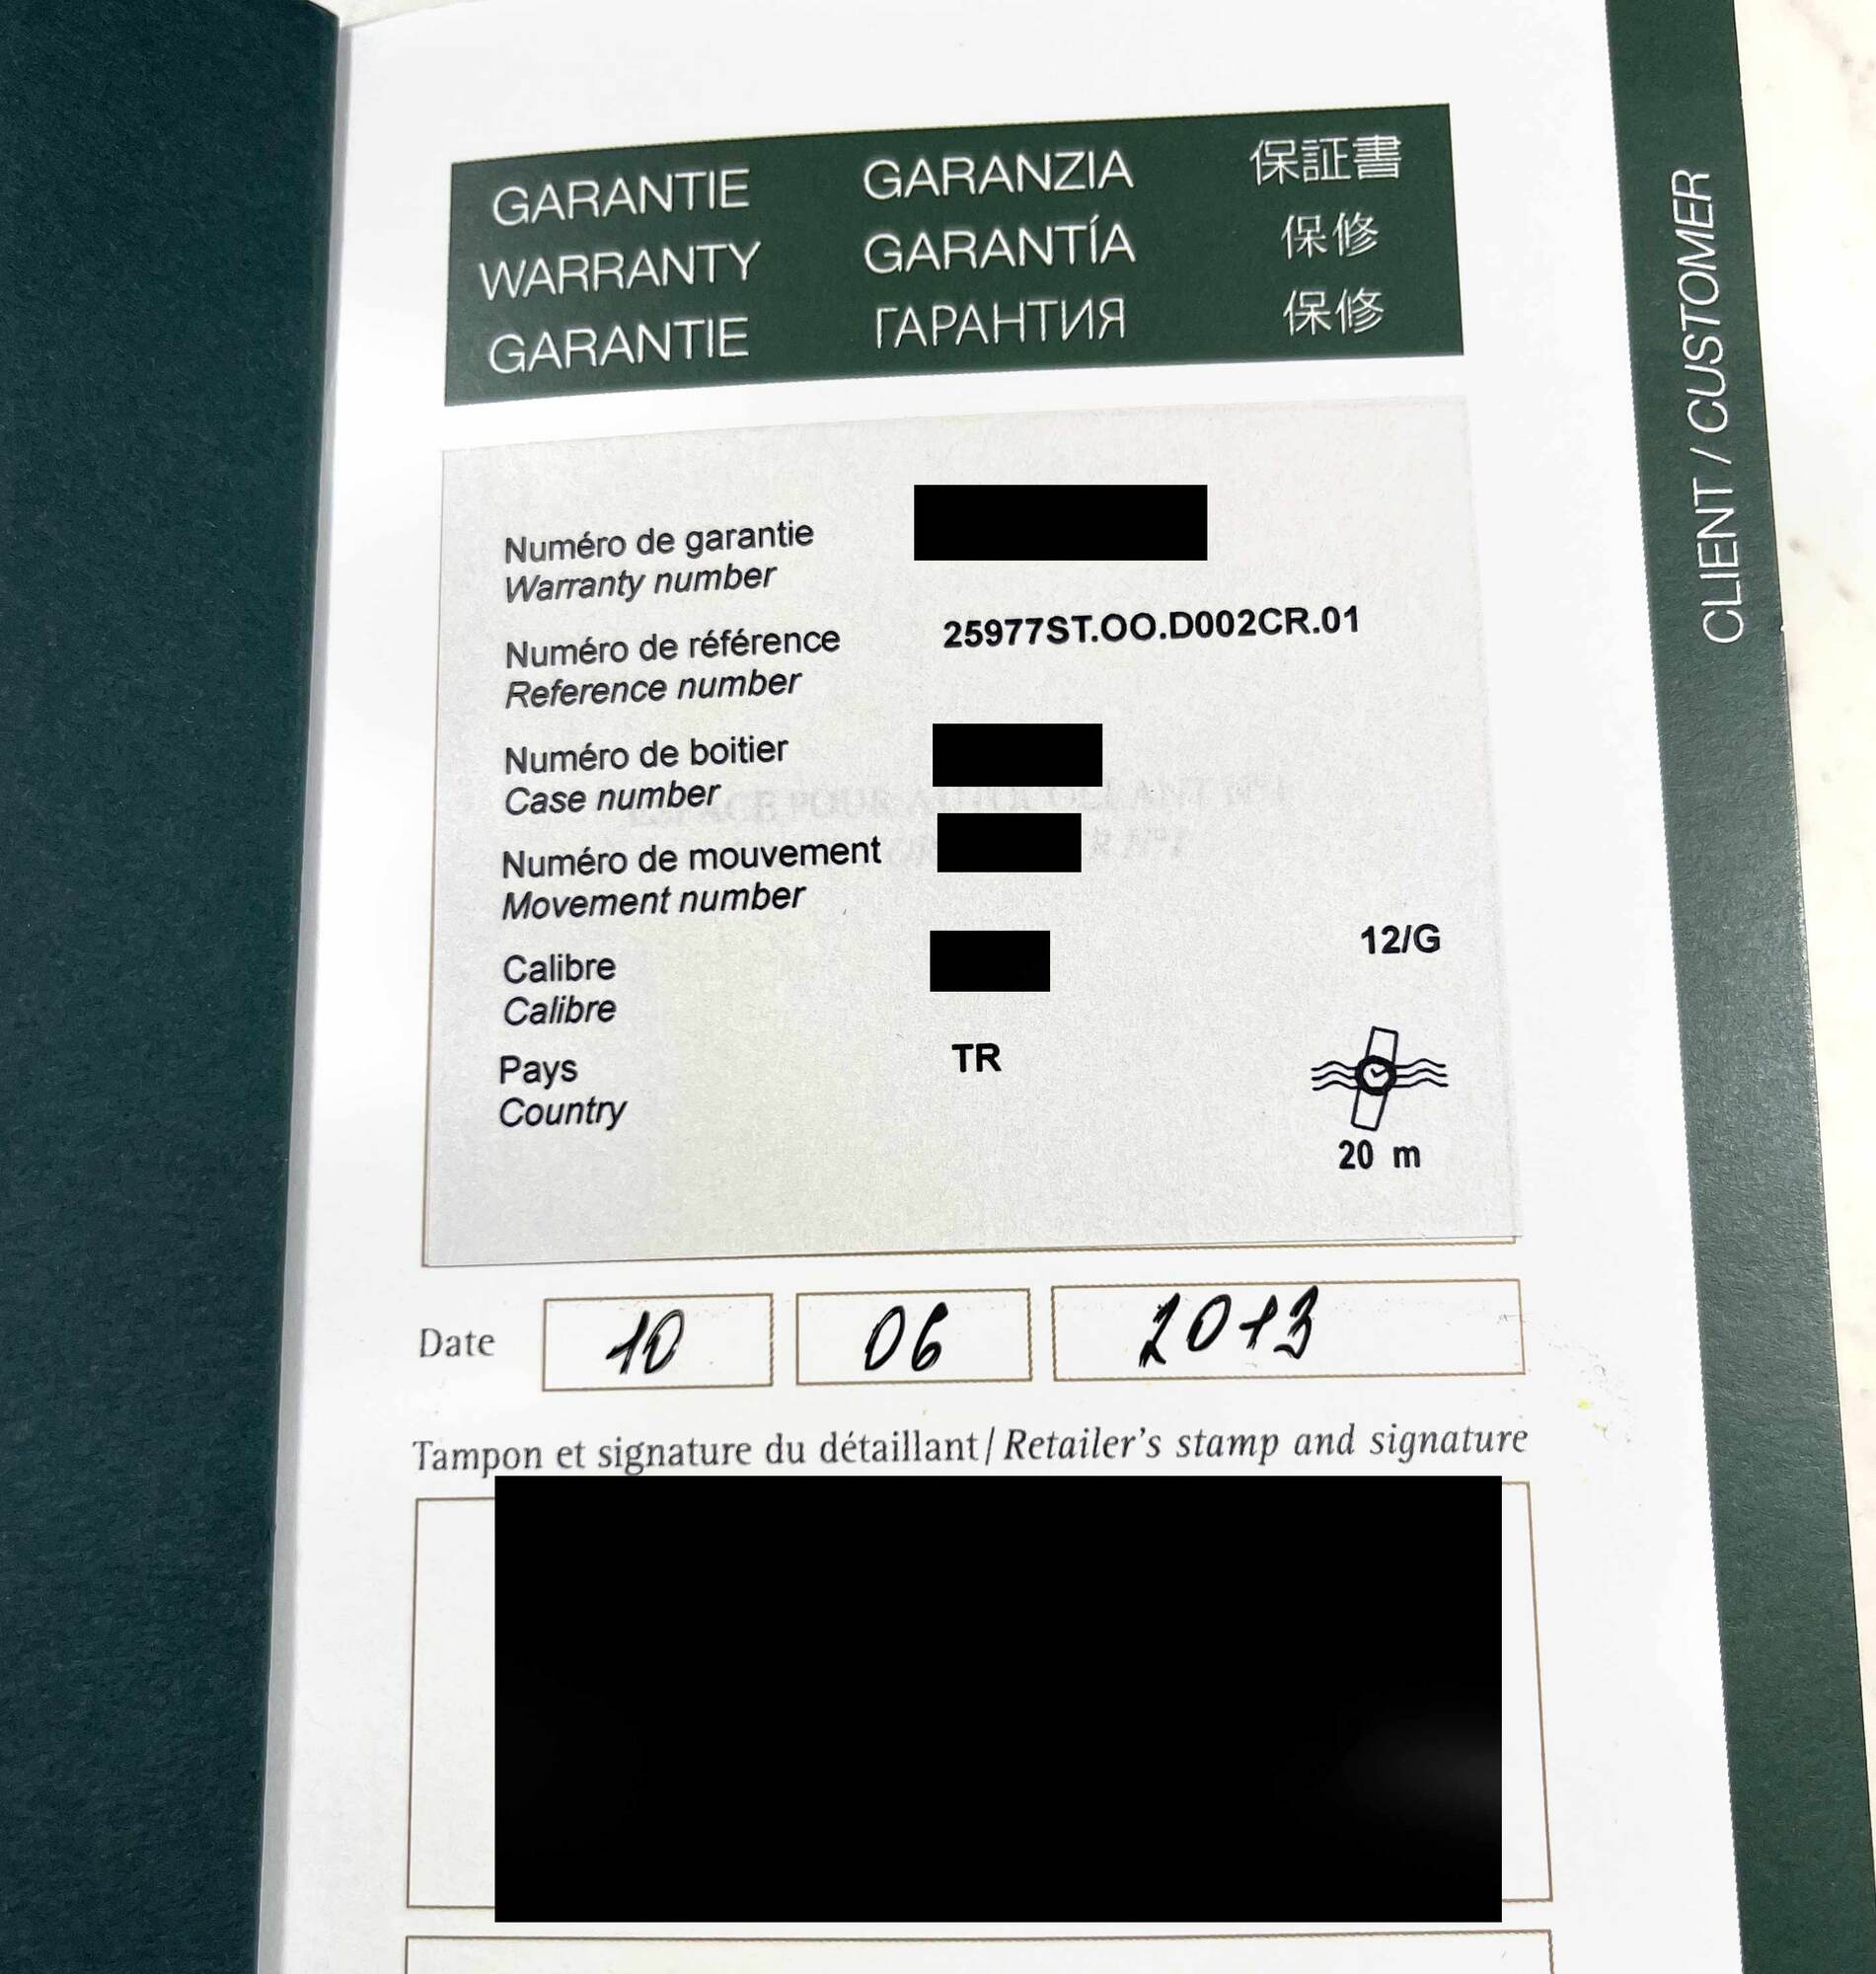 GARANTIE GARANZIA 保証書
WARRANTY GARANTÍA 保修
GARANTIE ГАРАНТИЯ 保修
CLIENT / CUSTOMER
Numéro de garantie
Warranty number
Numéro de référence 25977ST.OO.D002CR.01
Reference number
Numéro de boitier
Case number
Numéro de mouvement
Movement number
12/G
Calibre
Calibre
Pays TR
Country
20 m
Date 10 06 2013
Tampon et signature du détaillant / Retailer's stamp and signature